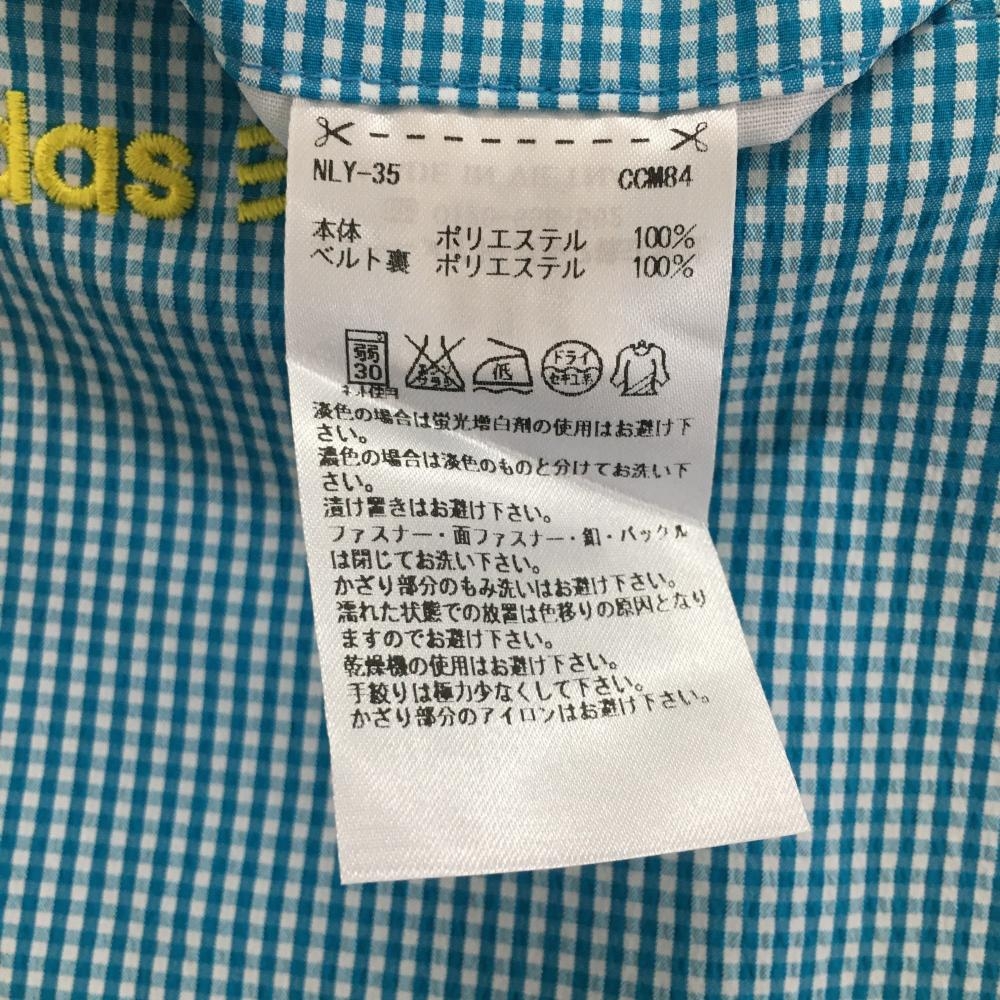 das
NLY-35 CCM84
本体 ポリエステル 100%
ベルト裏 ポリエステル 100%
弱 30 低 ドライ セキユ系
ネット使用
淡色の場合は蛍光増白剤の使用はお避け下
さい。
濃色の場合は淡色のものと分けてお洗い下
さい。
漬け置きはお避け下さい。
ファスナー・面ファスナー・釦・バックル
は閉じてお洗い下さい。
かざり部分のもみ洗いはお避け下さい。
濡れた状態での放置は色移りの原因となり
ますのでお避け下さい。
乾燥機の使用はお避け下さい。
手絞りは極力少なくして下さい。
かざり部分のアイロンはお避け下さい。